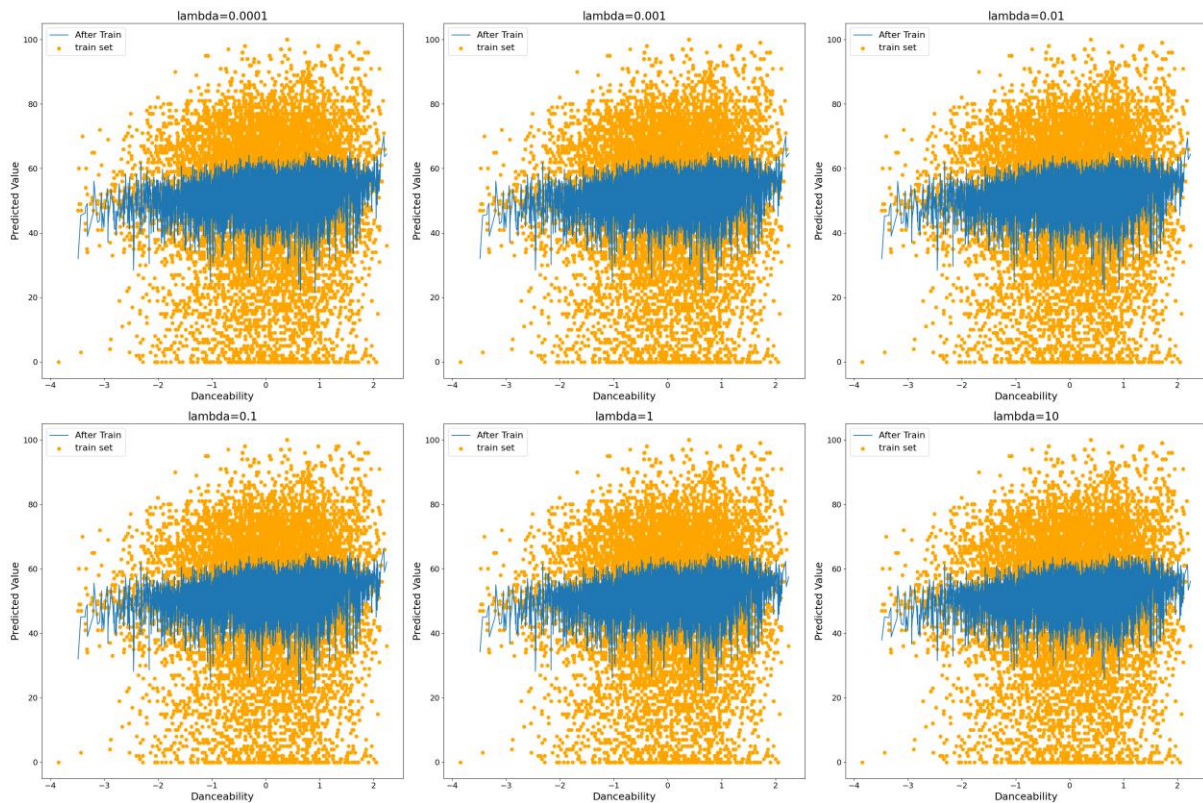 lambda=0.0001
After Train
train set
100
80
60
40
20
0
Predicted Value
−4 −3 −2 −1 0 1 2
Danceability
lambda=0.001
After Train
train set
100
80
60
40
20
0
Predicted Value
−4 −3 −2 −1 0 1 2
Danceability
lambda=0.01
After Train
train set
100
80
60
40
20
0
Predicted Value
−4 −3 −2 −1 0 1 2
Danceability
lambda=0.1
After Train
train set
100
80
60
40
20
0
Predicted Value
−4 −3 −2 −1 0 1 2
Danceability
lambda=1
After Train
train set
100
80
60
40
20
0
Predicted Value
−4 −3 −2 −1 0 1 2
Danceability
lambda=10
After Train
train set
100
80
60
40
20
0
Predicted Value
−4 −3 −2 −1 0 1 2
Danceability